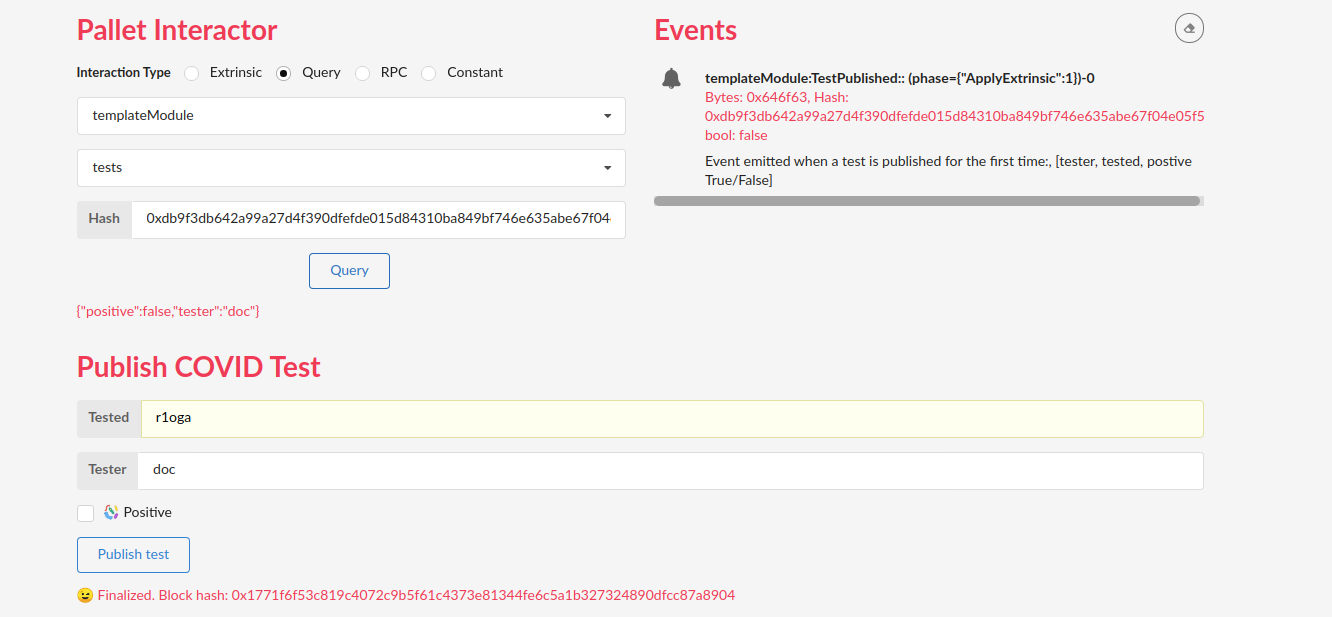 Pallet Interactor
Interaction Type Extrinsic Query RPC Constant
templateModule
tests
Hash 0xdb9f3db642a99a27d4f390dfefde015d84310ba849bf746e635abe67f04
Query
{"positive":false,"tester":"doc"}
Events
templateModule:TestPublished:: (phase={"ApplyExtrinsic":1})-0
Bytes: 0x646f63, Hash:
0xdb9f3db642a99a27d4f390dfefde015d84310ba849bf746e635abe67f04e05f5
bool: false
Event emitted when a test is published for the first time:, [tester, tested, postive
True/False]
Publish COVID Test
Tested r1oga
Tester doc
Positive
Publish test
😉 Finalized. Block hash: 0x1771f6f53c819c4072c9b5f61c4373e81344fe6c5a1b327324890dfcc87a8904